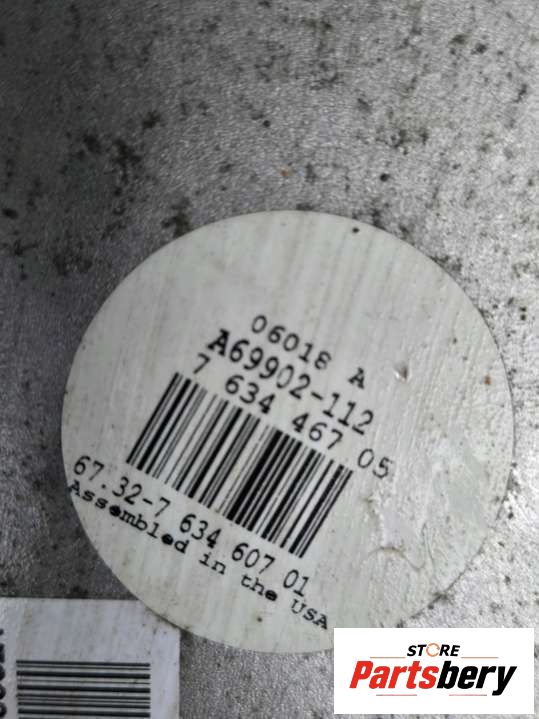 06018 A
A69902-112
7 634 467 05
67.32-7 634 607 01
Assembled in the USA
STORE
Partsbery